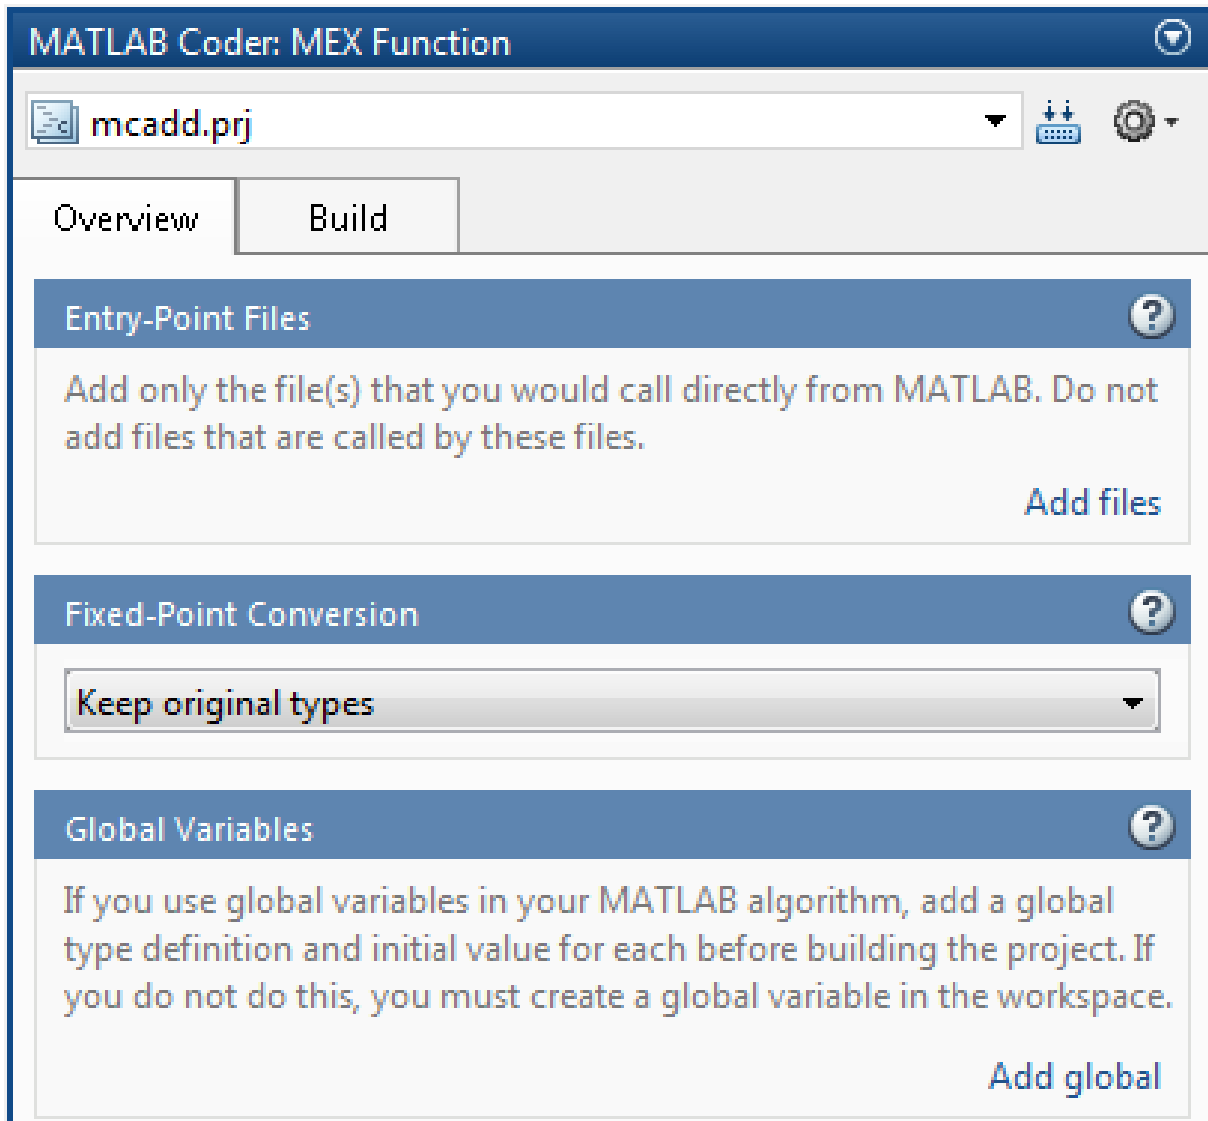 MATLAB Coder: MEX Function
mcadd.prj
Overview
Build
Entry-Point Files
?
Add only the file(s) that you would call directly from MATLAB. Do not
add files that are called by these files.
Add files
Fixed-Point Conversion
?
Keep original types
Global Variables
?
If you use global variables in your MATLAB algorithm, add a global
type definition and initial value for each before building the project. If
you do not do this, you must create a global variable in the workspace.
Add global